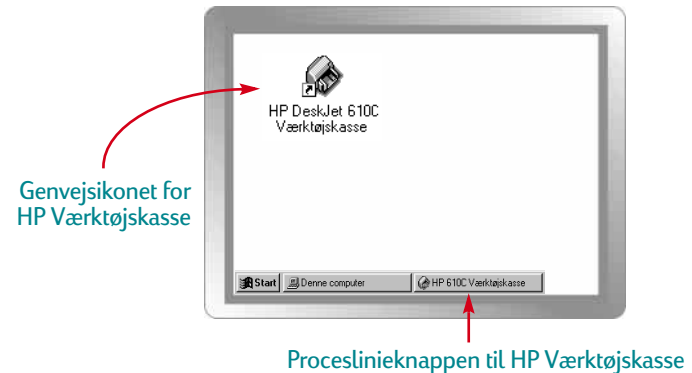 HP DeskJet 610C
Værktøjskasse
Genvejsikonet for
HP Værktøjskasse
Start Denne computer HP 610C Værktøjskasse
Proceslinieknappen til HP Værktøjskasse